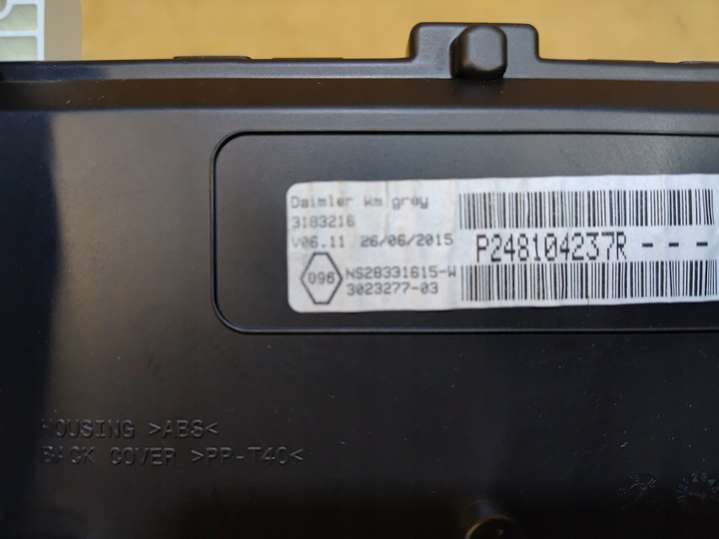 Daimler km grey
3183216
V06.11 26/06/2015
P248104237R - - -
096
NS28331615-W
3023277-03
HOUSING >ABS<
BACK COVER >PP-T40<